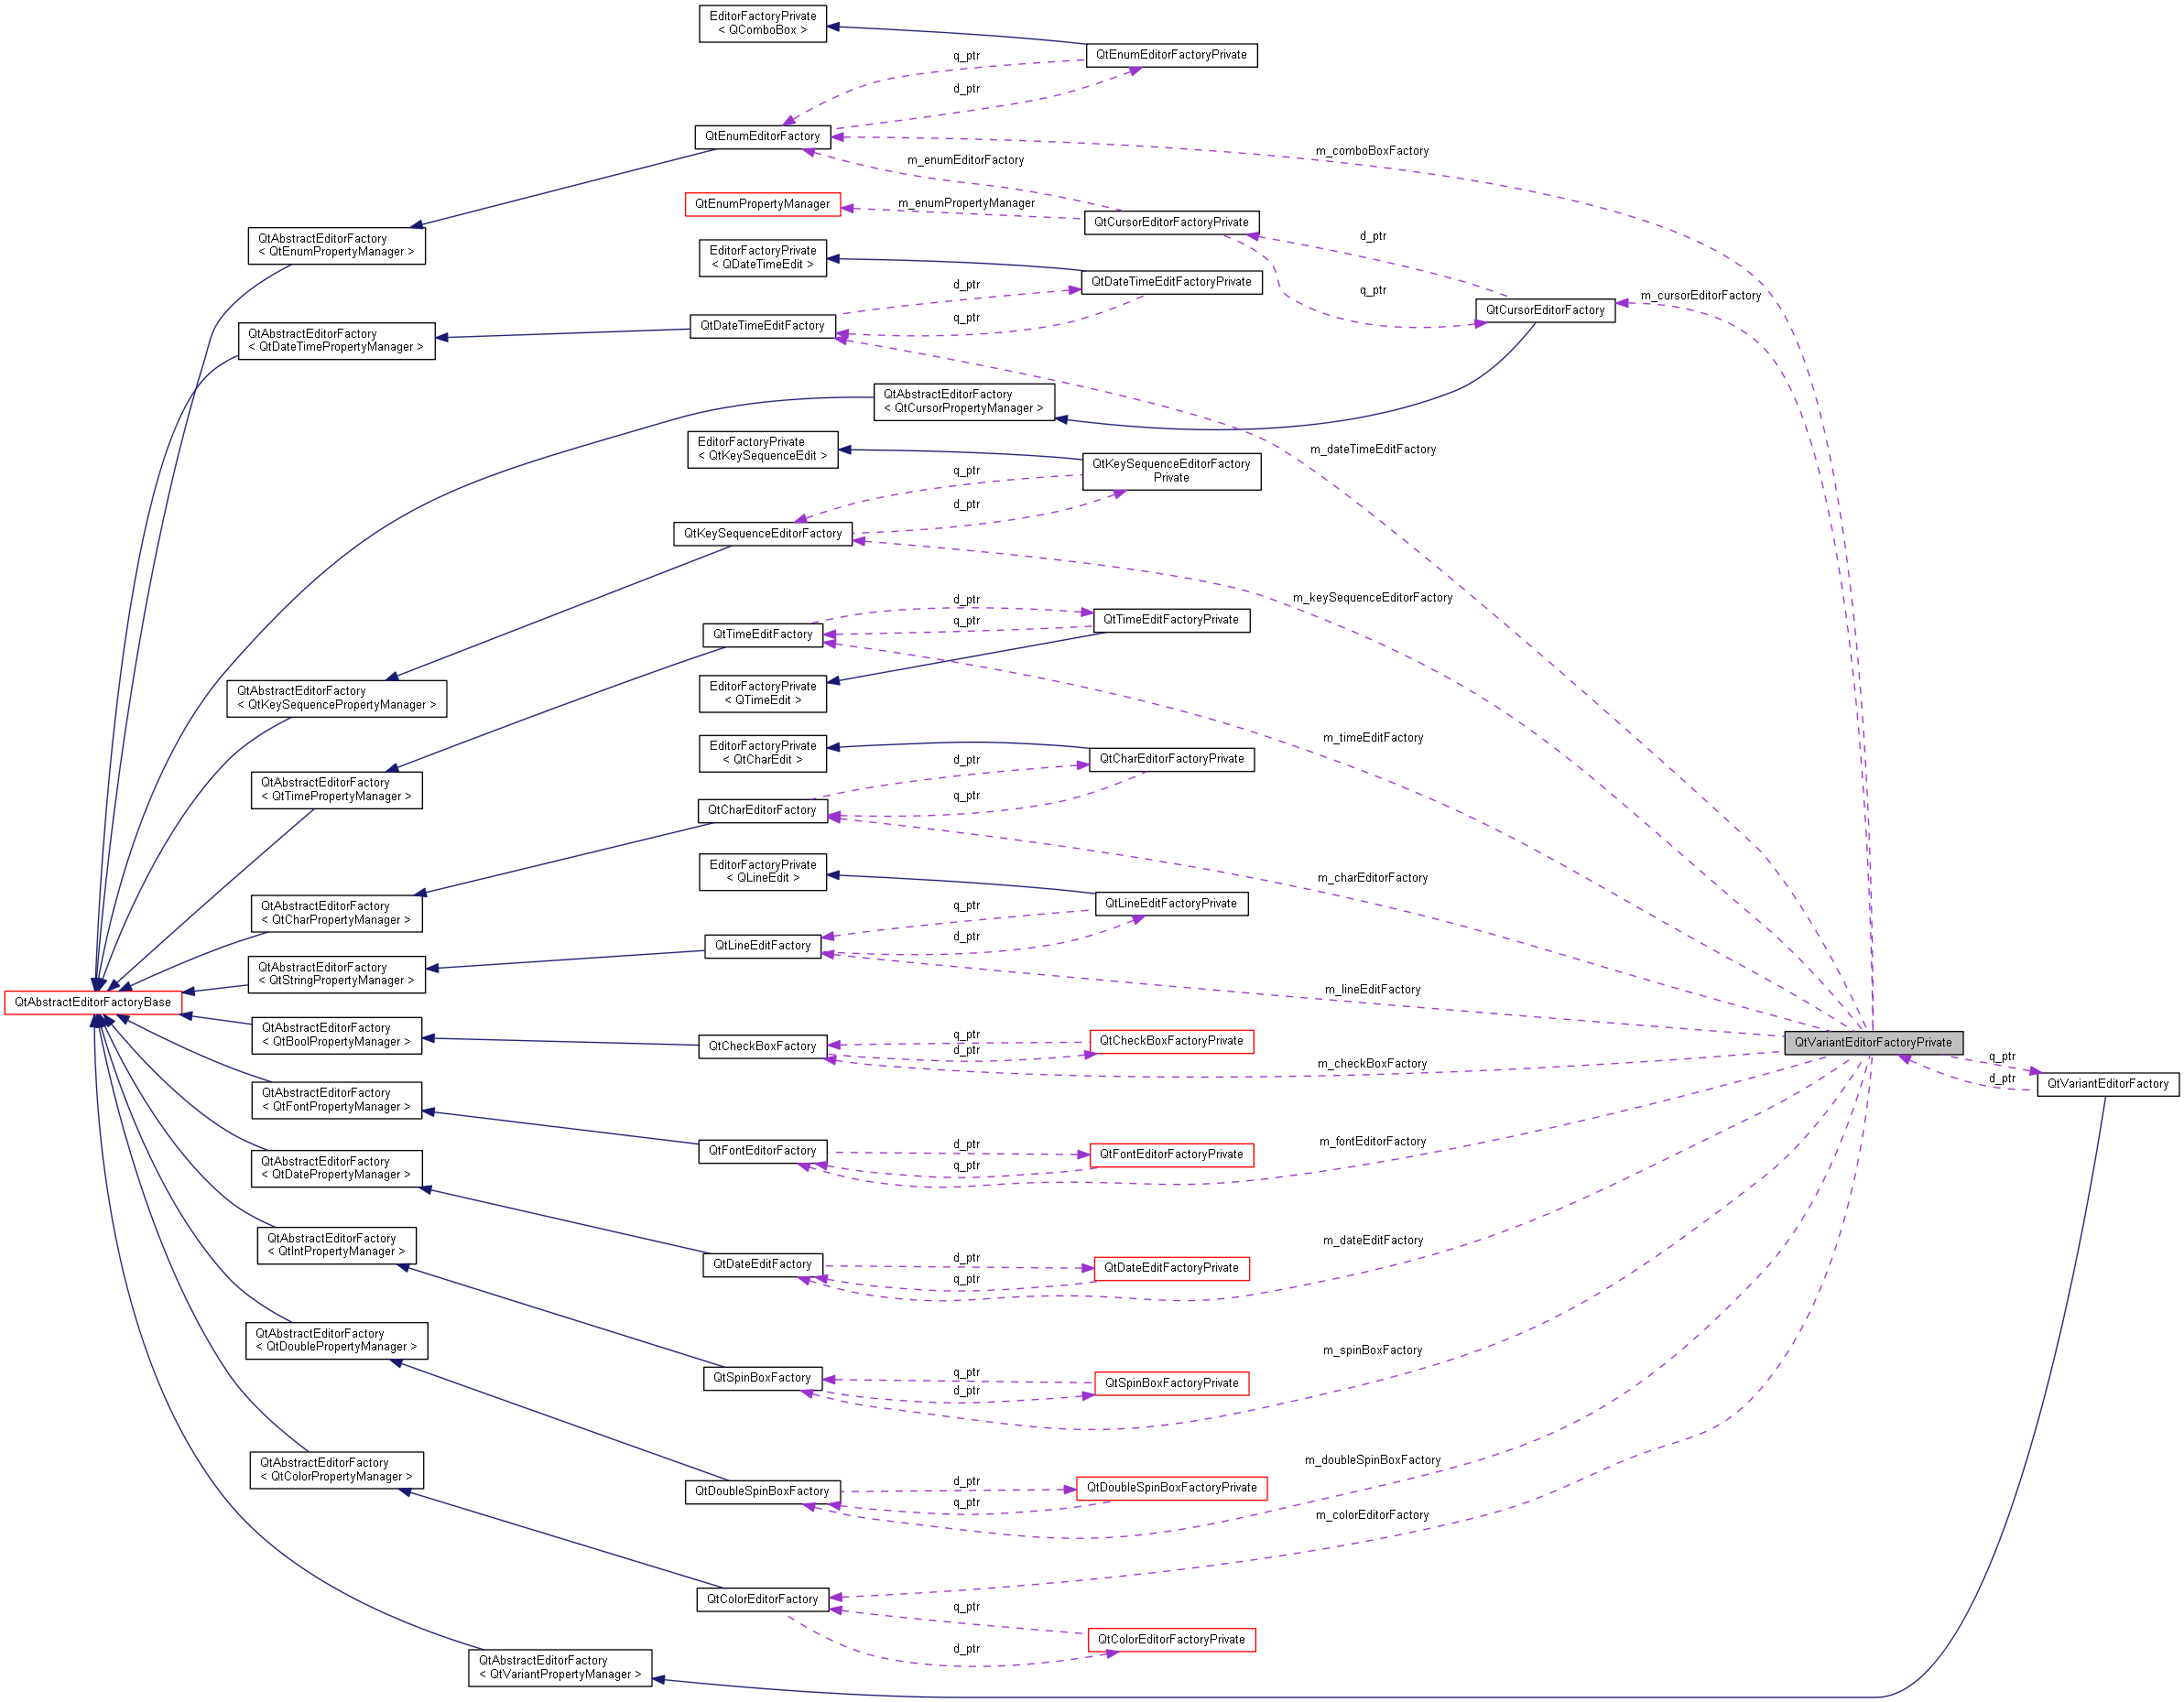 EditorFactoryPrivate
< QComboBox >
QtEnumEditorFactoryPrivate
q_ptr
d_ptr
QtEnumEditorFactory
m_comboBoxFactory
m_enumEditorFactory
QtEnumPropertyManager
m_enumPropertyManager
QtCursorEditorFactoryPrivate
QtAbstractEditorFactory
< QtEnumPropertyManager >
d_ptr
EditorFactoryPrivate
< QDateTimeEdit >
QtDateTimeEditFactoryPrivate
d_ptr
q_ptr
m_cursorEditorFactory
QtCursorEditorFactory
q_ptr
QtDateTimeEditFactory
QtAbstractEditorFactory
< QtDateTimePropertyManager >
QtAbstractEditorFactory
< QtCursorPropertyManager >
EditorFactoryPrivate
< QtKeySequenceEdit >
m_dateTimeEditFactory
QtKeySequenceEditorFactory
Private
q_ptr
d_ptr
QtKeySequenceEditorFactory
m_keySequenceEditorFactory
d_ptr
QtTimeEditFactoryPrivate
q_ptr
QtTimeEditFactory
EditorFactoryPrivate
< QTimeEdit >
QtAbstractEditorFactory
< QtKeySequencePropertyManager >
m_timeEditFactory
EditorFactoryPrivate
< QtCharEdit >
QtCharEditorFactoryPrivate
d_ptr
q_ptr
QtAbstractEditorFactory
< QtTimePropertyManager >
QtCharEditorFactory
EditorFactoryPrivate
< QLineEdit >
m_charEditorFactory
QtLineEditFactoryPrivate
q_ptr
d_ptr
QtAbstractEditorFactory
< QtCharPropertyManager >
QtLineEditFactory
QtAbstractEditorFactory
< QtStringPropertyManager >
m_lineEditFactory
QtAbstractEditorFactoryBase
QtAbstractEditorFactory
< QtBoolPropertyManager >
QtCheckBoxFactory
q_ptr
d_ptr
QtCheckBoxFactoryPrivate
m_checkBoxFactory
QtVariantEditorFactoryPrivate
q_ptr
d_ptr
QtVariantEditorFactory
QtAbstractEditorFactory
< QtFontPropertyManager >
QtFontEditorFactory
d_ptr
q_ptr
QtFontEditorFactoryPrivate
m_fontEditorFactory
QtAbstractEditorFactory
< QtDatePropertyManager >
QtAbstractEditorFactory
< QtIntPropertyManager >
QtDateEditFactory
d_ptr
q_ptr
QtDateEditFactoryPrivate
m_dateEditFactory
QtAbstractEditorFactory
< QtDoublePropertyManager >
QtSpinBoxFactory
q_ptr
d_ptr
QtSpinBoxFactoryPrivate
m_spinBoxFactory
QtAbstractEditorFactory
< QtColorPropertyManager >
QtDoubleSpinBoxFactory
d_ptr
q_ptr
QtDoubleSpinBoxFactoryPrivate
m_doubleSpinBoxFactory
m_colorEditorFactory
QtColorEditorFactory
q_ptr
d_ptr
QtColorEditorFactoryPrivate
QtAbstractEditorFactory
< QtVariantPropertyManager >